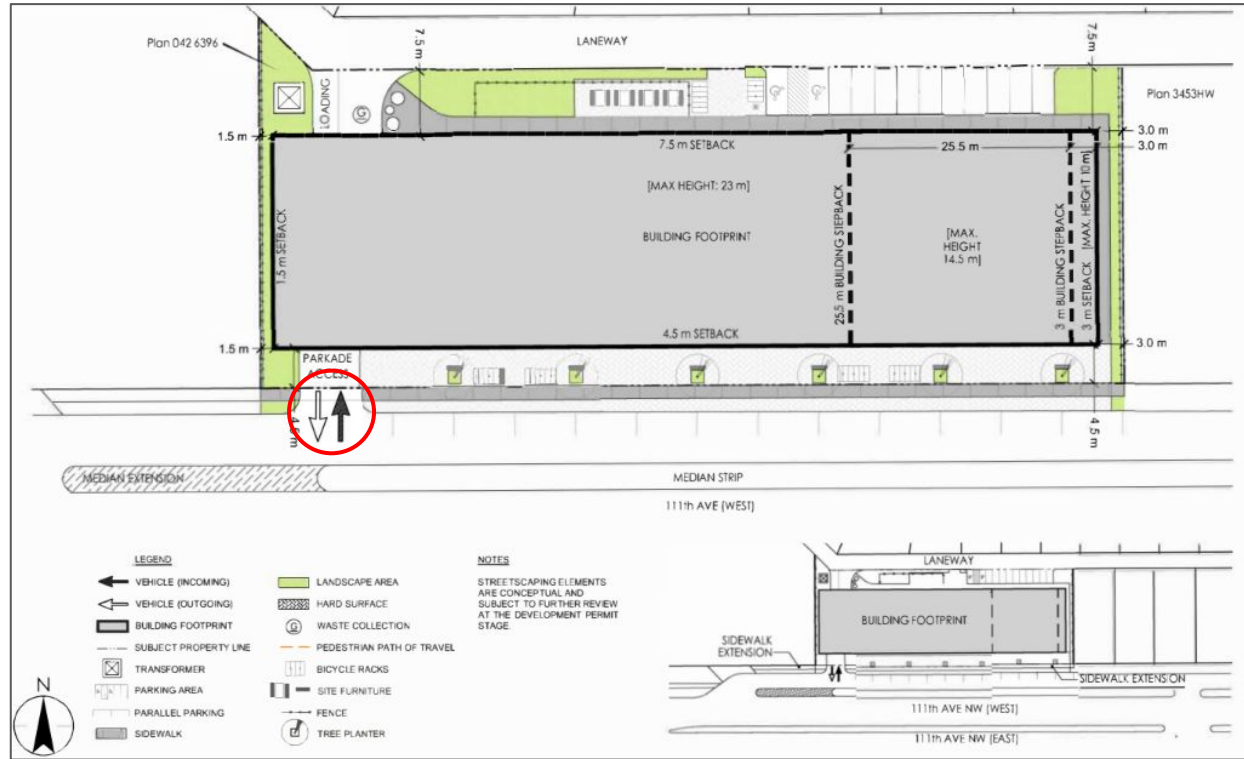 Plan 042 6396
LANEWAY
7.5 m
7.5m
Plan 3453HW
LOADING
G
1.5 m
3.0 m
7.5 m SETBACK
25.5 m
3.0 m
[MAX HEIGHT: 23 m]
BUILDING FOOTPRINT
1.5 m SETBACK
25.5 m BUILDING STEPBACK
[MAX.
HEIGHT
14.5 m]
3 m BUILDING STEPBACK
3 m SETBACK [MAX. HEIGHT 10 m]
4.5 m SETBACK
1.5 m
3.0 m
PARKADE
ACCESS
4.5 m
4.5 m
MEDIAN EXTENSION
MEDIAN STRIP
111th AVE (WEST)
LEGEND
VEHICLE (INCOMING)
VEHICLE (OUTGOING)
BUILDING FOOTPRINT
SUBJECT PROPERTY LINE
TRANSFORMER
PARKING AREA
PARALLEL PARKING
SIDEWALK
LANDSCAPE AREA
HARD SURFACE
G WASTE COLLECTION
PEDESTRIAN PATH OF TRAVEL
BICYCLE RACKS
SITE FURNITURE
FENCE
TREE PLANTER
NOTES
STREETSCAPING ELEMENTS
ARE CONCEPTUAL AND
SUBJECT TO FURTHER REVIEW
AT THE DEVELOPMENT PERMIT
STAGE.
N
LANEWAY
BUILDING FOOTPRINT
SIDEWALK
EXTENSION
SIDEWALK EXTENSION
111th AVE NW (WEST)
111th AVE NW (EAST)